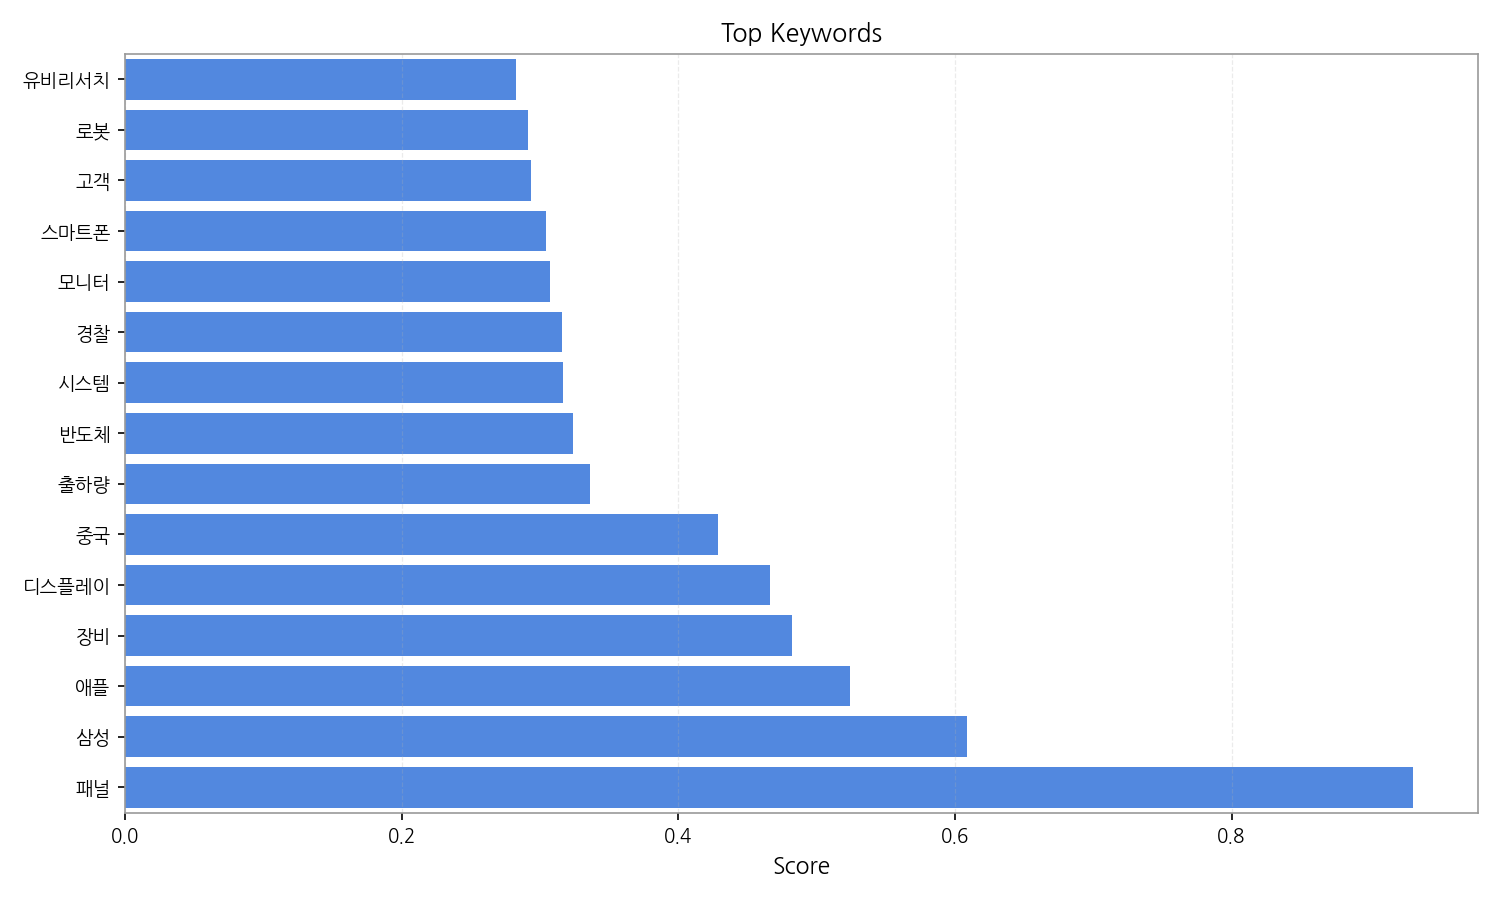 Top Keywords
유비리서치
로봇
고객
스마트폰
모니터
경찰
시스템
반도체
출하량
중국
디스플레이
장비
애플
삼성
패널
0.0 0.2 0.4 0.6 0.8
Score